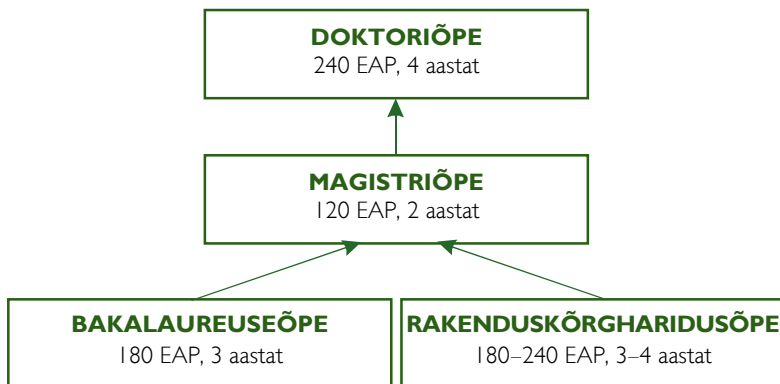 DOKTORIÕPE
240 EAP, 4 aastat
MAGISTRIÕPE
120 EAP, 2 aastat
BAKALAUREUSEÕPE
180 EAP, 3 aastat
RAKENDUSKÕRGHARIDUSÕPE
180–240 EAP, 3–4 aastat